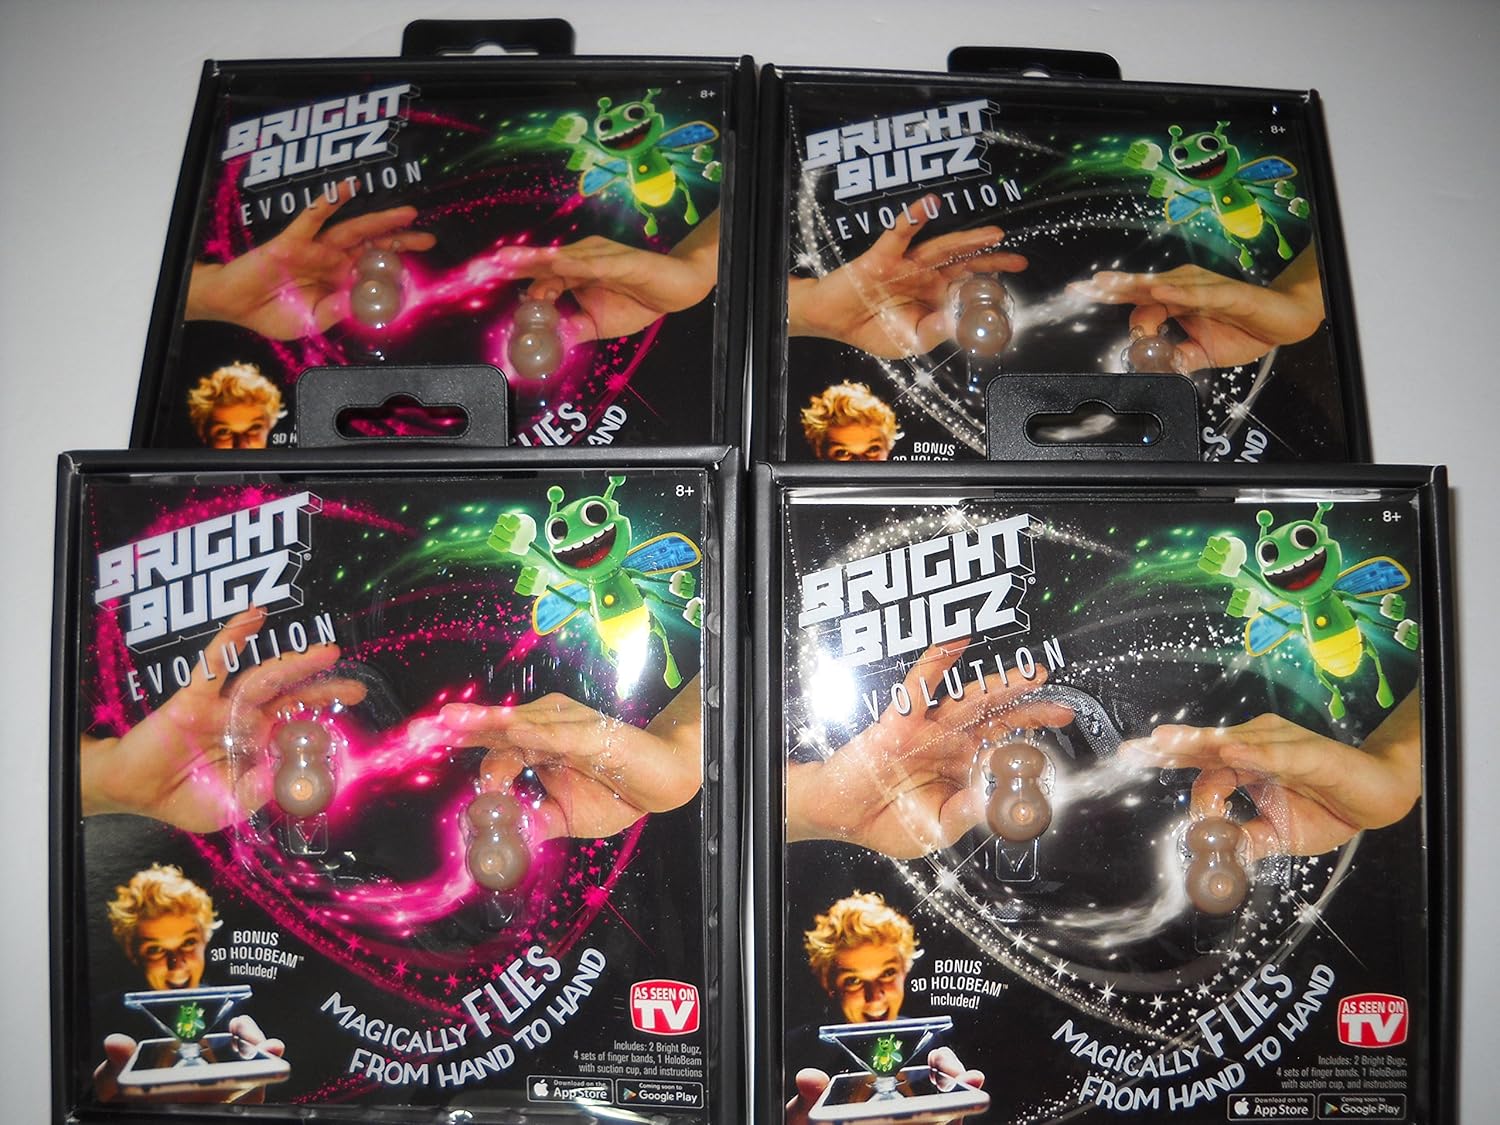 BRIGHT
BUGZ
EVOLUTION
8+
3D H
FLIES
HAND
BRIGHT
BUGZ
EVOLUTION
8+
BONUS
3D HOLOBEAM
HAND
BRIGHT
BUGZ®
EVOLUTION
8+
BONUS
3D HOLOBEAM™
included!
MAGICALLY FLIES
FROM HAND TO HAND
AS SEEN ON
TV
Includes: 2 Bright Bugz,
4 sets of finger bands, 1 HoloBeam
with suction cup, and instructions
Download on the
App Store
Coming soon to
Google Play
BRIGHT
BUGZ®
EVOLUTION
8+
BONUS
3D HOLOBEAM™
included!
MAGICALLY FLIES
FROM HAND TO HAND
AS SEEN ON
TV
Includes: 2 Bright Bugz,
4 sets of finger bands, 1 HoloBeam
with suction cup, and instructions
Download on the
App Store
Coming soon to
Google Play